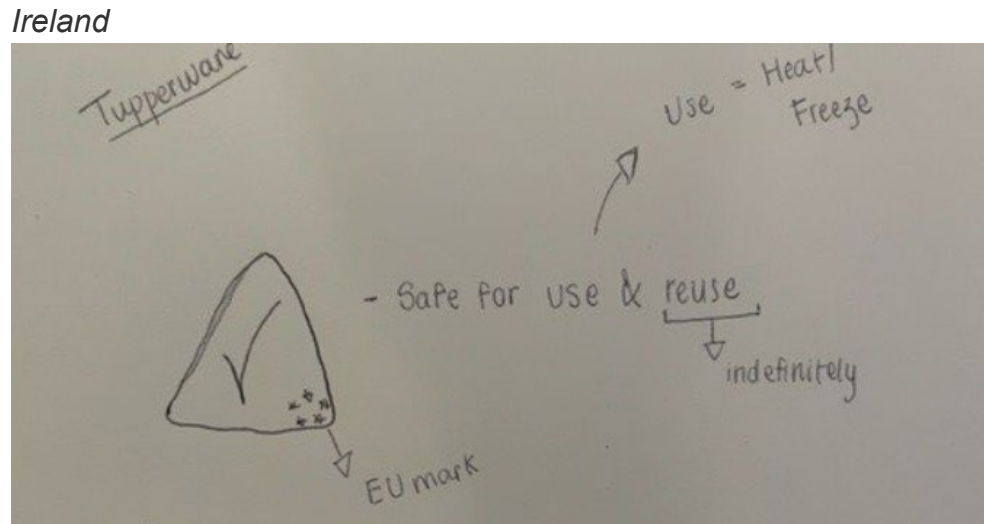 Ireland
Tupperware
Use = Heat/
Freeze
- Safe for use & reuse
indefinitely
EU mark